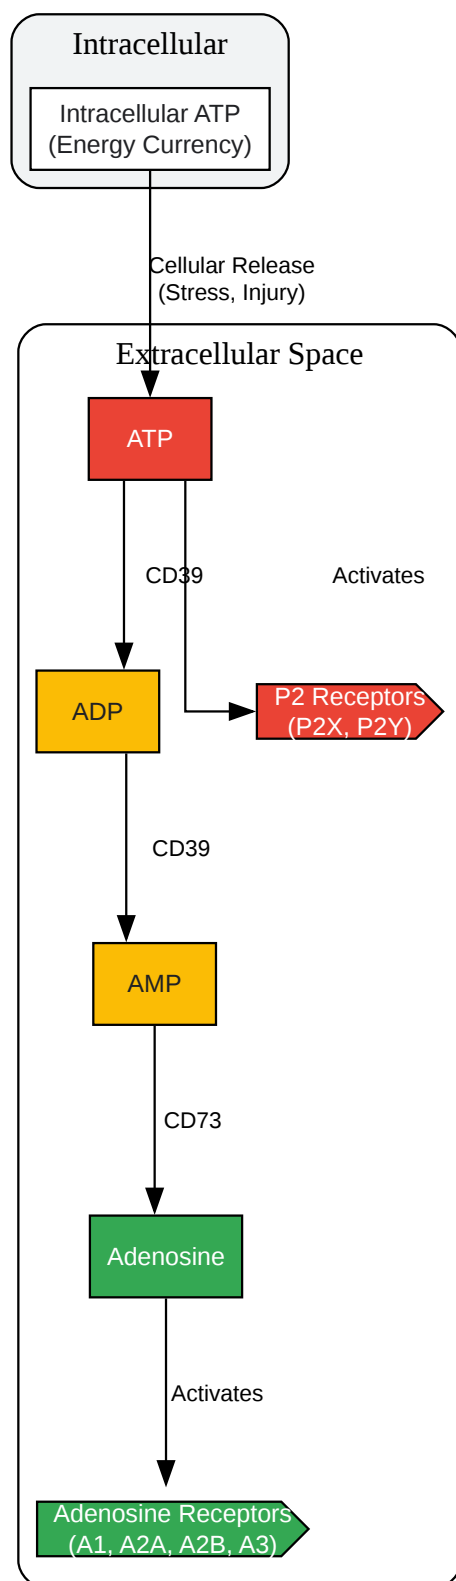 Intracellular
Intracellular ATP
(Energy Currency)
Cellular Release
(Stress, Injury)
Extracellular Space
ATP
CD39
Activates
ADP
P2 Receptors
(P2X, P2Y)
CD39
AMP
CD73
Adenosine
Activates
Adenosine Receptors
(A1, A2A, A2B, A3)